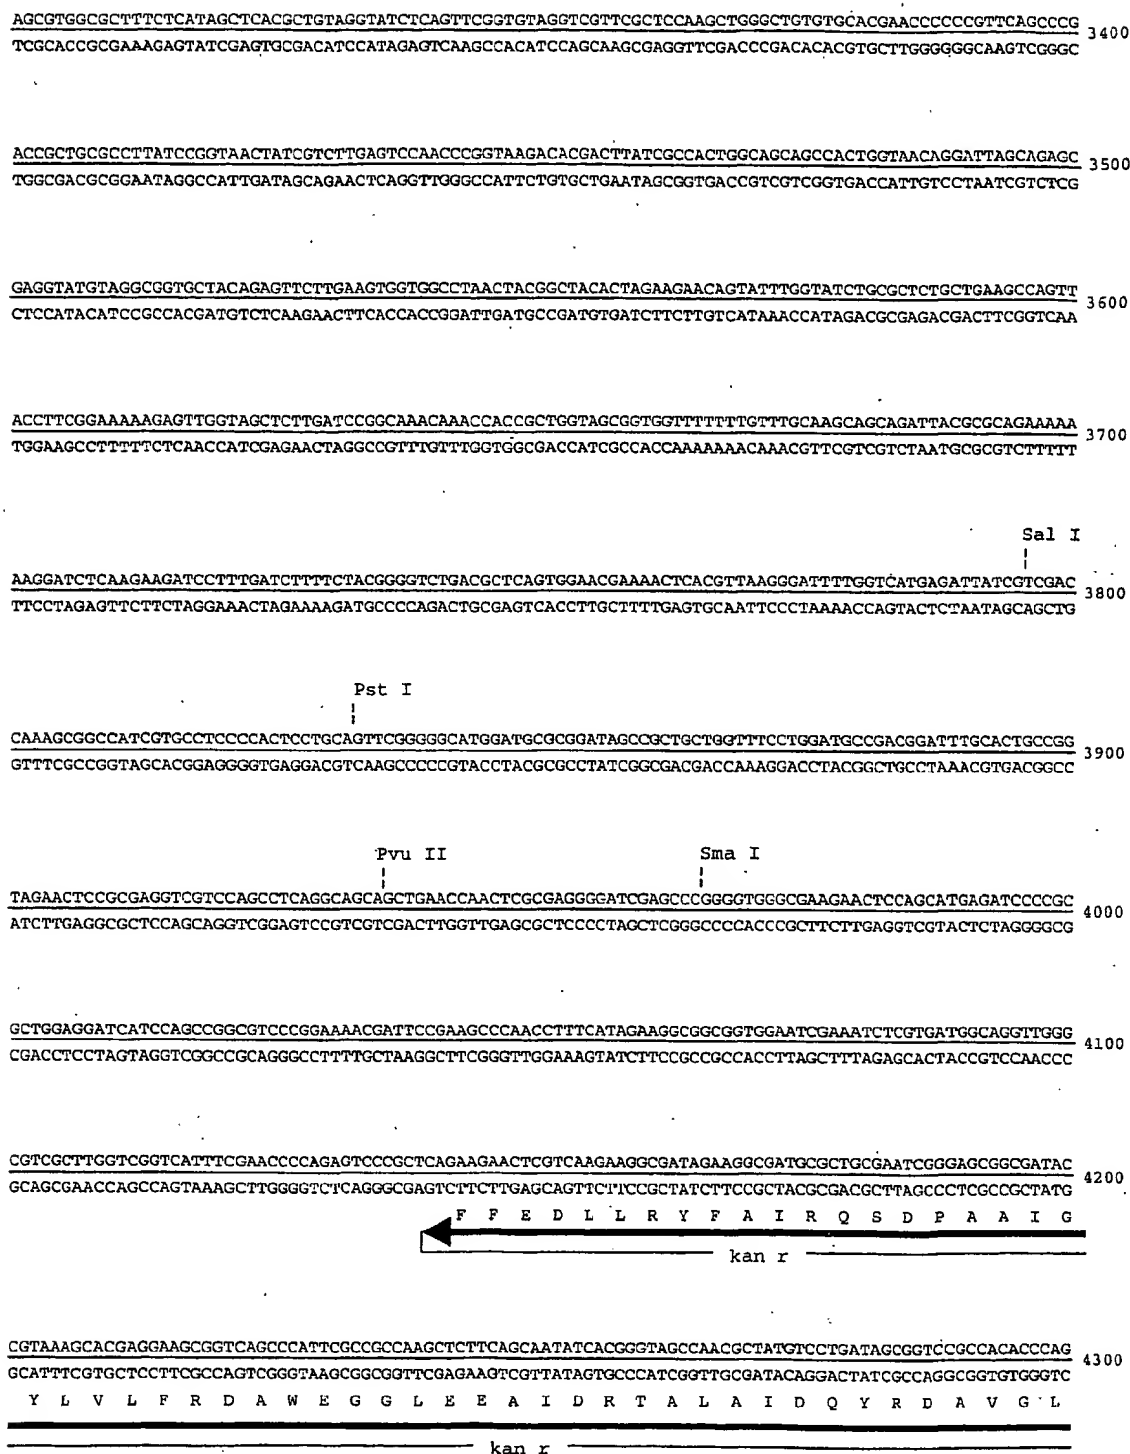 AGCGTGGCGCTTTCTCATAGCTCACGCTGTAGGTATCTCAGTTCGGTGTAGGTCGTTCGCTCCAAGCTGGGCTGTGTGCACGAACCCCCCGTTCAGCCCG 3400
TCGCACCGCGAAAGAGTATCGAGTGCGACATCCATAGAGTCAAGCCACATCCAGCAAGCGAGGTTCGACCCGACACACGTGCTTGGGGGGCAAGTCGGGC
ACCGCTGCGCCTTATCCGGTAACTATCGTCTTGAGTCCAACCCGGTAAGACACGACTTATCGCCACTGGCAGCAGCCACTGGTAACAGGATTAGCAGAGC 3500
TGGCGACGCGGAATAGGCCATTGATAGCAGAACTCAGGTTGGGCCATTCTGTGCTGAATAGCGGTGACCGTCGTCGGTGACCATTGTCCTAATCGTCTCG
GAGGTATGTAGGCGGTGCTACAGAGTTCTTGAAGTGGTGGCCTAACTACGGCTACACTAGAAGAACAGTATTTGGTATCTGCGCTCTGCTGAAGCCAGTT 3600
CTCCATACATCCGCCACGATGTCTCAAGAACTTCACCACCGGATTGATGCCGATGTGATCTTCTTGTCATAAACCATAGACGCGAGACGACTTCGGTCAA
ACCTTCGGAAAAAGAGTTGGTAGCTCTTGATCCGGCAAACAAACCACCGCTGGTAGCGGTGGTTTTTTTGTTTGCAAGCAGCAGATTACGCGCAGAAAAA 3700
TGGAAGCCTTTTTCTCAACCATCGAGAACTAGGCCGTTTGTTTGGTGGCGACCATCGCCACCAAAAAAACAAACGTTCGTCGTCTAATGCGCGTCTTTTT
Sal I
AAGGATCTCAAGAAGATCCTTTGATCTTTTCTACGGGGTCTGACGCTCAGTGGAACGAAAACTCACGTTAAGGGATTTTGGTCATGAGATTATCGTCGAC 3800
TTCCTAGAGTTCTTCTAGGAAACTAGAAAAGATGCCCCAGACTGCGAGTCACCTTGCTTTTGAGTGCAATTCCCTAAAACCAGTACTCTAATAGCAGCTG
Pst I
CAAAGCGGCCATCGTGCCTCCCCACTCCTGCAGTTCGGGGGCATGGATGCGCGGATAGCCGCTGCTGGTTTCCTGGATGCCGACGGATTTGCACTGCCGG 3900
GTTTCGCCGGTAGCACGGAGGGGTGAGGACGTCAAGCCCCCGTACCTACGCGCCTATCGGCGACGACCAAAGGACCTACGGCTGCCTAAACGTGACGGCC
Pvu II Sma I
TAGAACTCCGCGAGGTCGTCCAGCCTCAGGCAGCAGCTGAACCAACTCGCGAGGGGATCGAGCCCGGGGTGGGCGAAGAACTCCAGCATGAGATCCCCGC 4000
ATCTTGAGGCGCTCCAGCAGGTCGGAGTCCGTCGTCGACTTGGTTGAGCGCTCCCCTAGCTCGGGCCCCACCCGCTTCTTGAGGTCGTACTCTAGGGGCG
GCTGGAGGATCATCCAGCCGGCGTCCCGGAAAACGATTCCGAAGCCCAACCTTTCATAGAAGGCGGCGGTGGAATCGAAATCTCGTGATGGCAGGTTGGG 4100
CGACCTCCTAGTAGGTCGGCCGCAGGGCCTTTTGCTAAGGCTTCGGGTTGGAAAGTATCTTCCGCCGCCACCTTAGCTTTAGAGCACTACCGTCCAACCC
CGTCGCTTGGTCGGTCATTTCGAACCCCAGAGTCCCGCTCAGAAGAACTCGTCAAGAAGGCGATAGAAGGCGATGCGCTGCGAATCGGGAGCGGCGATAC 4200
GCAGCGAACCAGCCAGTAAAGCTTGGGGTCTCAGGGCGAGTCTTCTTGAGCAGTTCTTCCGCTATCTTCCGCTACGCGACGCTTAGCCCTCGCCGCTATG
F F E D L L R Y F A I R Q S D P A A I G
kan r
CGTAAAGCACGAGGAAGCGGTCAGCCCATTCGCCGCCAAGCTCTTCAGCAATATCACGGGTAGCCAACGCTATGTCCTGATAGCGGTCCGCCACACCCAG 4300
GCATTTCGTGCTCCTTCGCCAGTCGGGTAAGCGGCGGTTCGAGAAGTCGTTATAGTGCCCATCGGTTGCGATACAGGACTATCGCCAGGCGGTGTGGGTC
Y L V L F R D A W E G G L E E A I D R T A L A I D Q Y R D A V G L
kan r